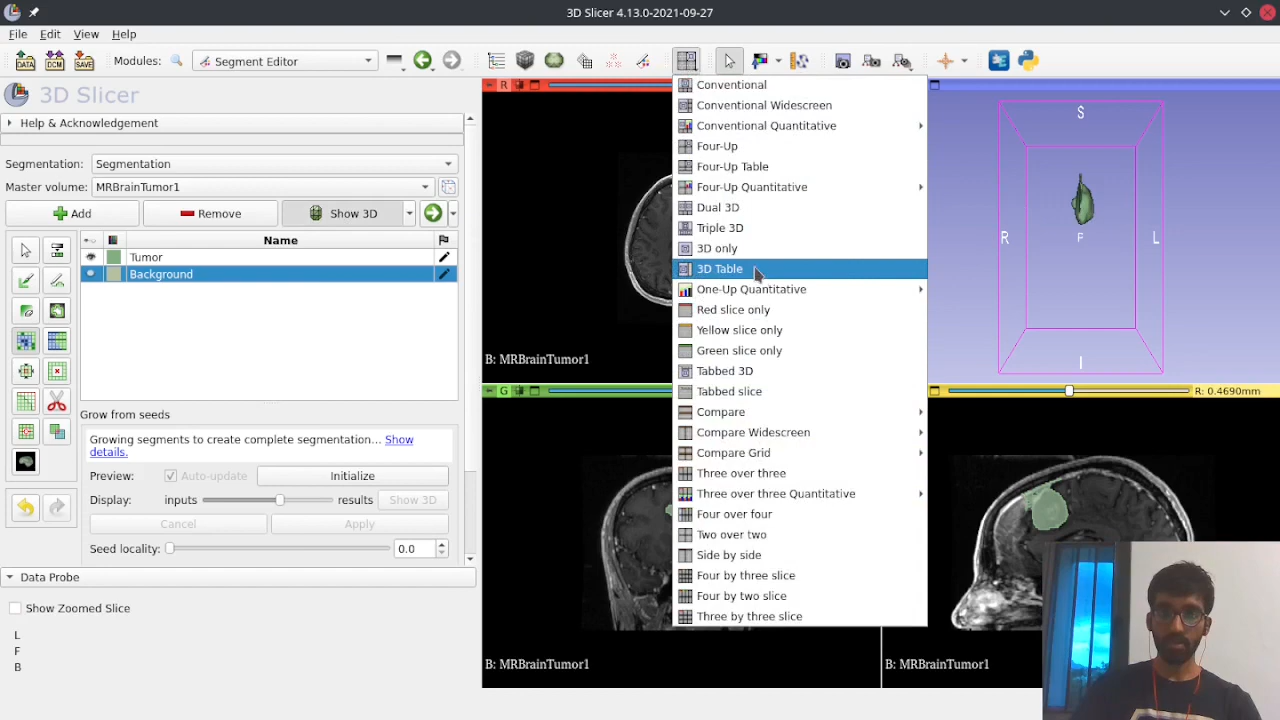 3D Slicer 4.13.0-2021-09-27
File Edit View Help
DATA DCM SAVE Modules: Segment Editor
3D Slicer
Help & Acknowledgement
Segmentation: Segmentation
Master volume: MRBrainTumor1
Add Remove Show 3D
Name
Tumor
Background
Grow from seeds
Growing segments to create complete segmentation... Show
details.
Preview: Auto-update Initialize
Display: inputs results Show 3D
Cancel Apply
Seed locality: 0.0
Data Probe
Show Zoomed Slice
L
F
B
R
B: MRBrainTumor1
G
B: MRBrainTumor1
Conventional
Conventional Widescreen
Conventional Quantitative
Four-Up
Four-Up Table
Four-Up Quantitative
Dual 3D
Triple 3D
3D only
3D Table
One-Up Quantitative
Red slice only
Yellow slice only
Green slice only
Tabbed 3D
Tabbed slice
Compare
Compare Widescreen
Compare Grid
Three over three
Three over three Quantitative
Four over four
Two over two
Side by side
Four by three slice
Four by two slice
Three by three slice
S
R
L
I
R: 0.4690mm
B: MRBrainTumor1